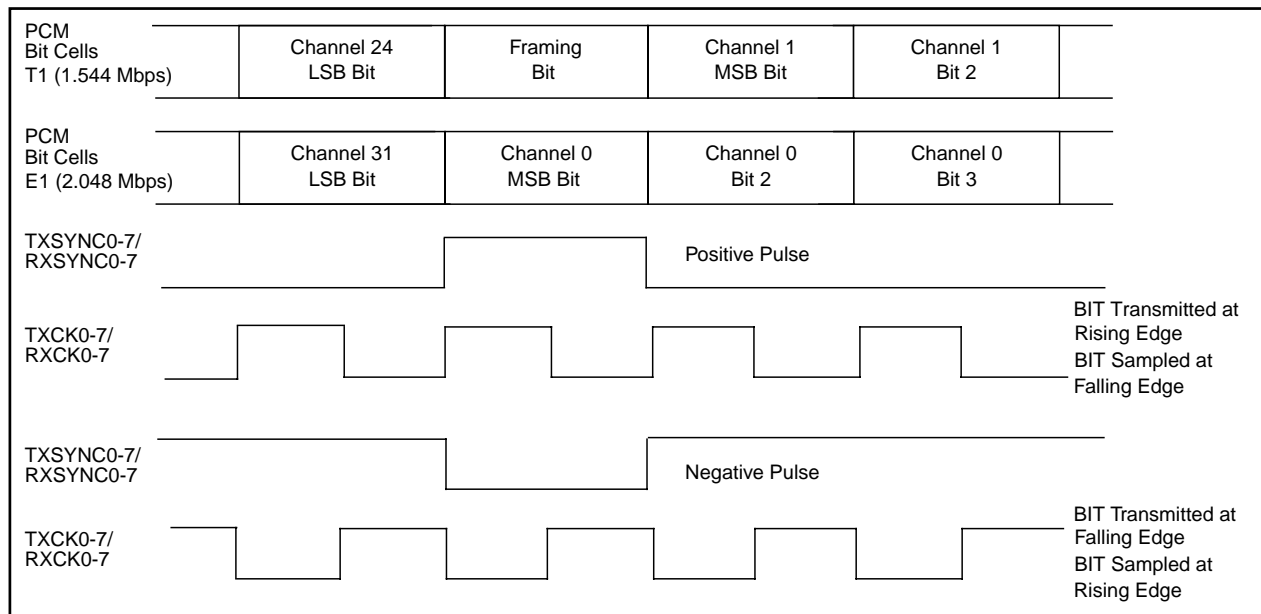 PCM
Bit Cells
T1 (1.544 Mbps)
Channel 24
LSB Bit
Framing
Bit
Channel 1
MSB Bit
Channel 1
Bit 2
PCM
Bit Cells
E1 (2.048 Mbps)
Channel 31
LSB Bit
Channel 0
MSB Bit
Channel 0
Bit 2
Channel 0
Bit 3
TXSYNC0-7/
RXSYNC0-7
Positive Pulse
TXCK0-7/
RXCK0-7
BIT Transmitted at
Rising Edge
BIT Sampled at
Falling Edge
TXSYNC0-7/
RXSYNC0-7
Negative Pulse
TXCK0-7/
RXCK0-7
BIT Transmitted at
Falling Edge
BIT Sampled at
Rising Edge